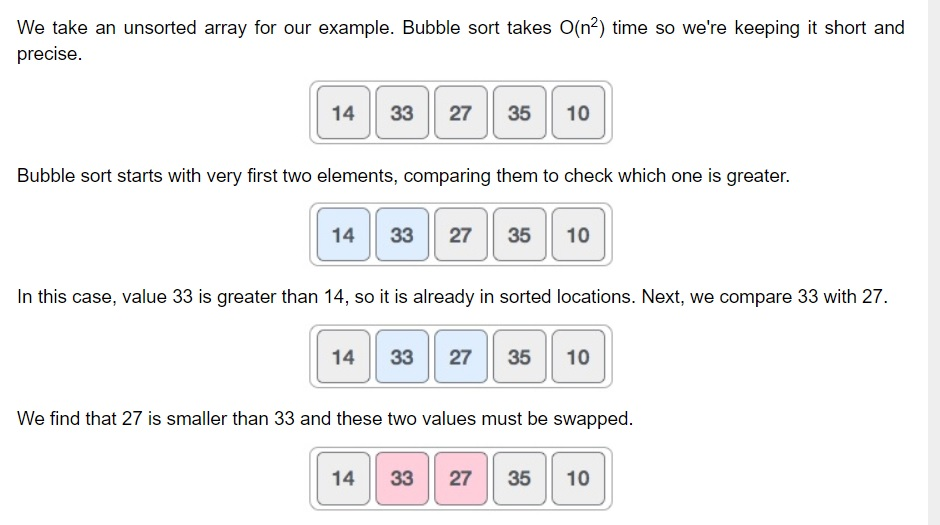 We take an unsorted array for our example. Bubble sort takes Ο(n²) time so we're keeping it short and
precise.
14 33 27 35 10
Bubble sort starts with very first two elements, comparing them to check which one is greater.
14 33 27 35 10
In this case, value 33 is greater than 14, so it is already in sorted locations. Next, we compare 33 with 27.
14 33 27 35 10
We find that 27 is smaller than 33 and these two values must be swapped.
14 33 27 35 10